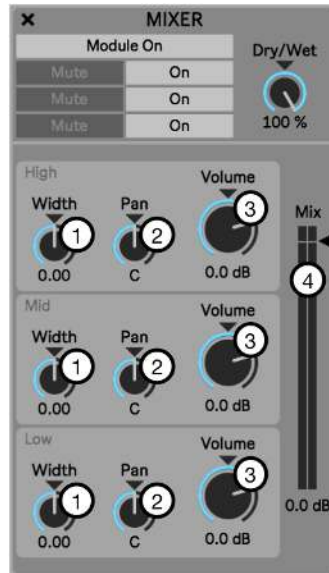 × MIXER
Module On
Dry/Wet
Mute On
Mute On
Mute On
100 %
High
Width Pan Volume
1 2 3
0.00 C 0.0 dB
Mid
Width Pan Volume
1 2 3
0.00 C 0.0 dB
Low
Width Pan Volume
1 2 3
0.00 C 0.0 dB
Mix
4
0.0 dB